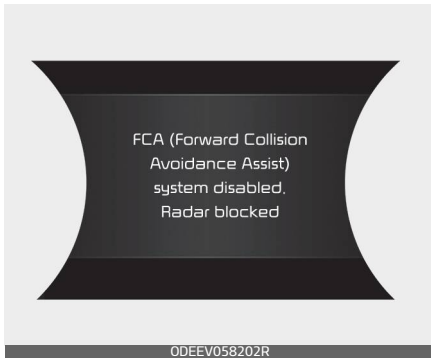 FCA (Forward Collision
Avoidance Assist)
system disabled,
Radar blocked
ODEEV058202R